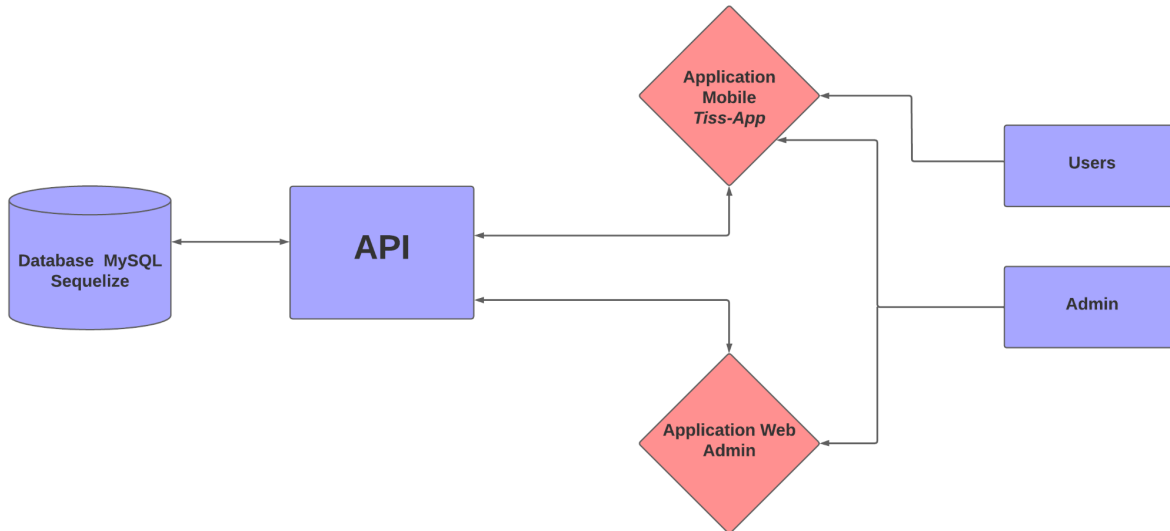 Application
Mobile
Tiss-App
Users
Database MySQL
Sequelize
API
Admin
Application Web
Admin